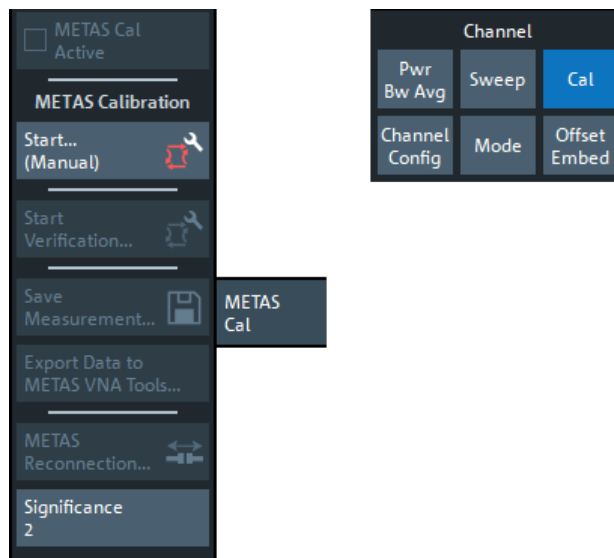 METAS Cal
Active
METAS Calibration
Start...
(Manual)
Start
Verification...
Save
Measurement...
Export Data to
METAS VNA Tools...
METAS
Reconnection...
Significance
2
METAS
Cal
Channel
Pwr
Bw Avg
Sweep
Cal
Channel
Config
Mode
Offset
Embed